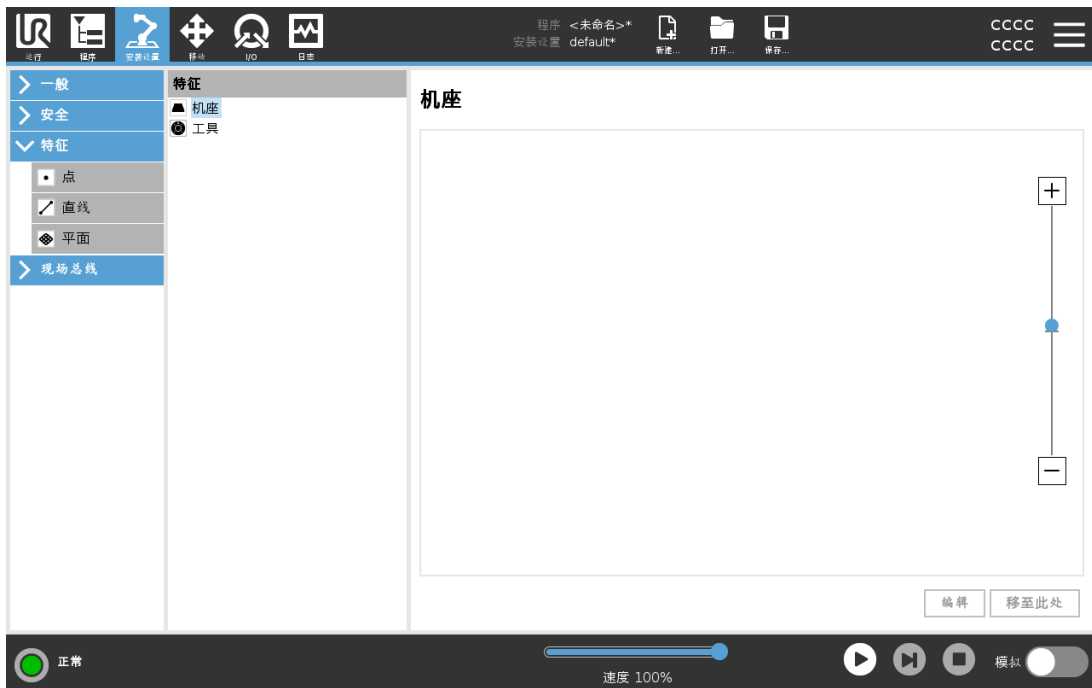 UR
运行
程序
安装设置
移动
I/O
日志
程序 <未命名>*
安装设置 default*
新建...
打开...
保存...
CCCC
CCCC
一般
安全
特征
点
直线
平面
现场总线
特征
机座
工具
机座
编辑
移至此处
正常
速度 100%
模拟